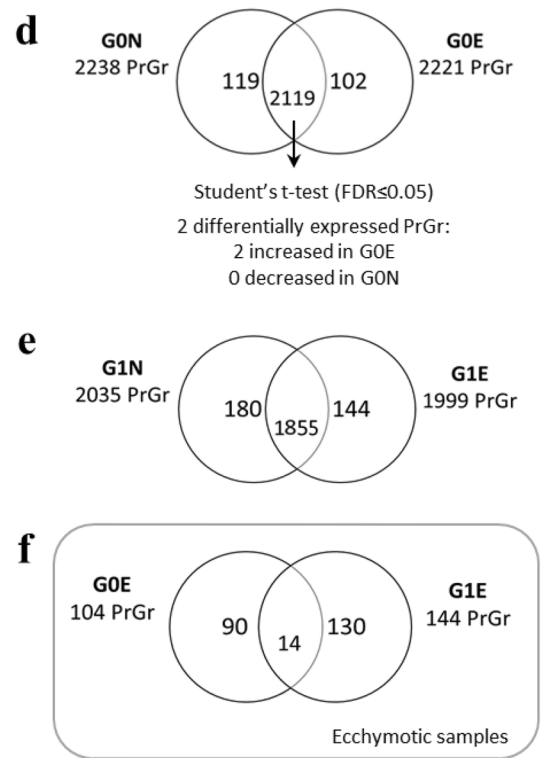 d
G0N
2238 PrGr
G0E
2221 PrGr
119
2119
102
Student's t-test (FDR≤0.05)
2 differentially expressed PrGr:
2 increased in G0E
0 decreased in G0N
e
G1N
2035 PrGr
G1E
1999 PrGr
180
1855
144
f
G0E
104 PrGr
G1E
144 PrGr
90
14
130
Ecchymotic samples